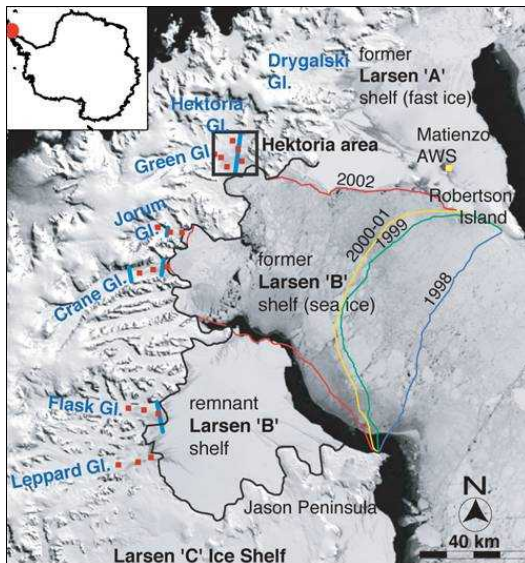 Drygalski
Gl.
former
Larsen 'A'
shelf (fast ice)
Hektoria
Gl.
Green Gl.
Hektoria area
Matienzo
AWS
2002
Robertson
Island
Jorum
Gl.
2000-01
1999
1998
Crane Gl.
former
Larsen 'B'
shelf (sea ice)
Flask Gl.
remnant
Larsen 'B'
shelf
Leppard Gl.
Jason Peninsula
N
40 km
Larsen 'C' Ice Shelf